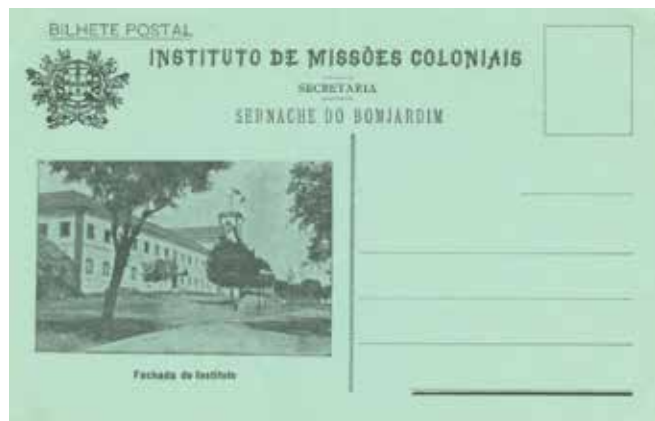 BILHETE POSTAL
INSTITUTO DE MISSÕES COLONIAIS
SECRETARIA
SERNACHE DO BOMJARDIM
Fachada do Instituto